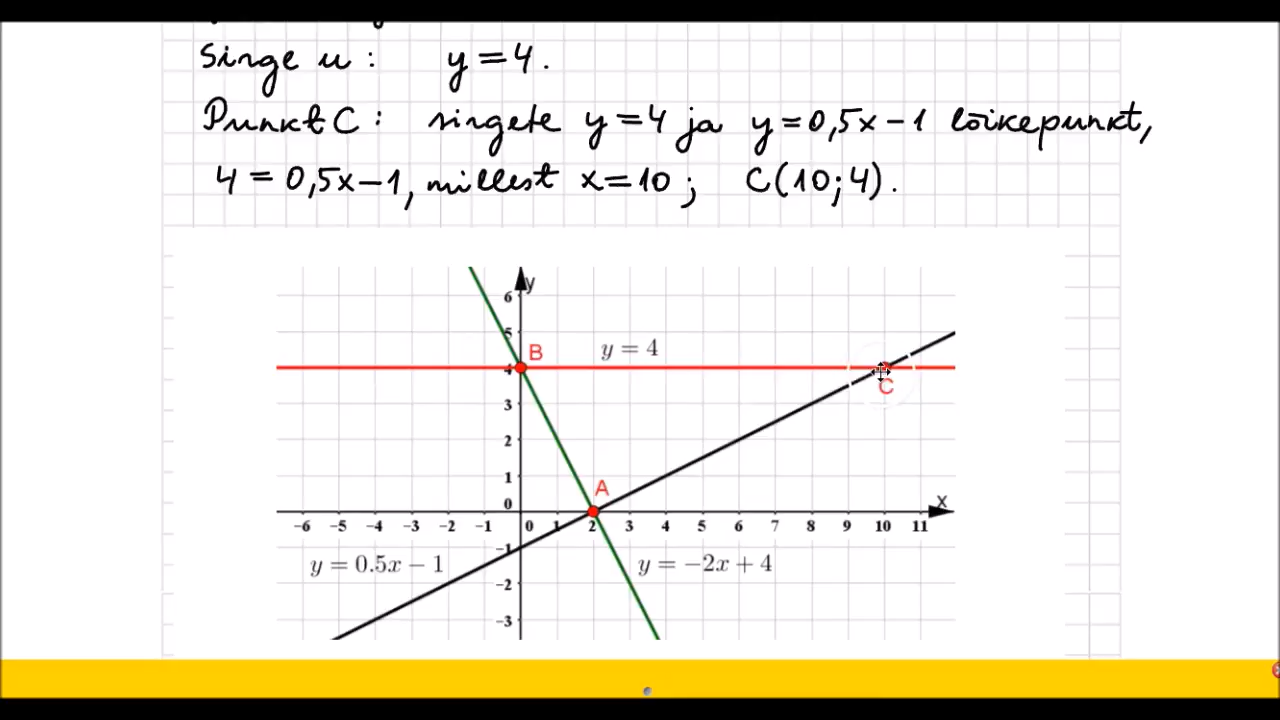 Sirge u: y = 4.
Punkt C: sirgete y = 4 ja y = 0,5x − 1 lõikepunkt,
4 = 0,5x − 1, millest x = 10; C(10; 4).
y
6
5
B y = 4
4
C
3
2
1
A
0 x
−6 −5 −4 −3 −2 −1 0 1 2 3 4 5 6 7 8 9 10 11
−1
y = 0.5x − 1 y = −2x + 4
−2
−3